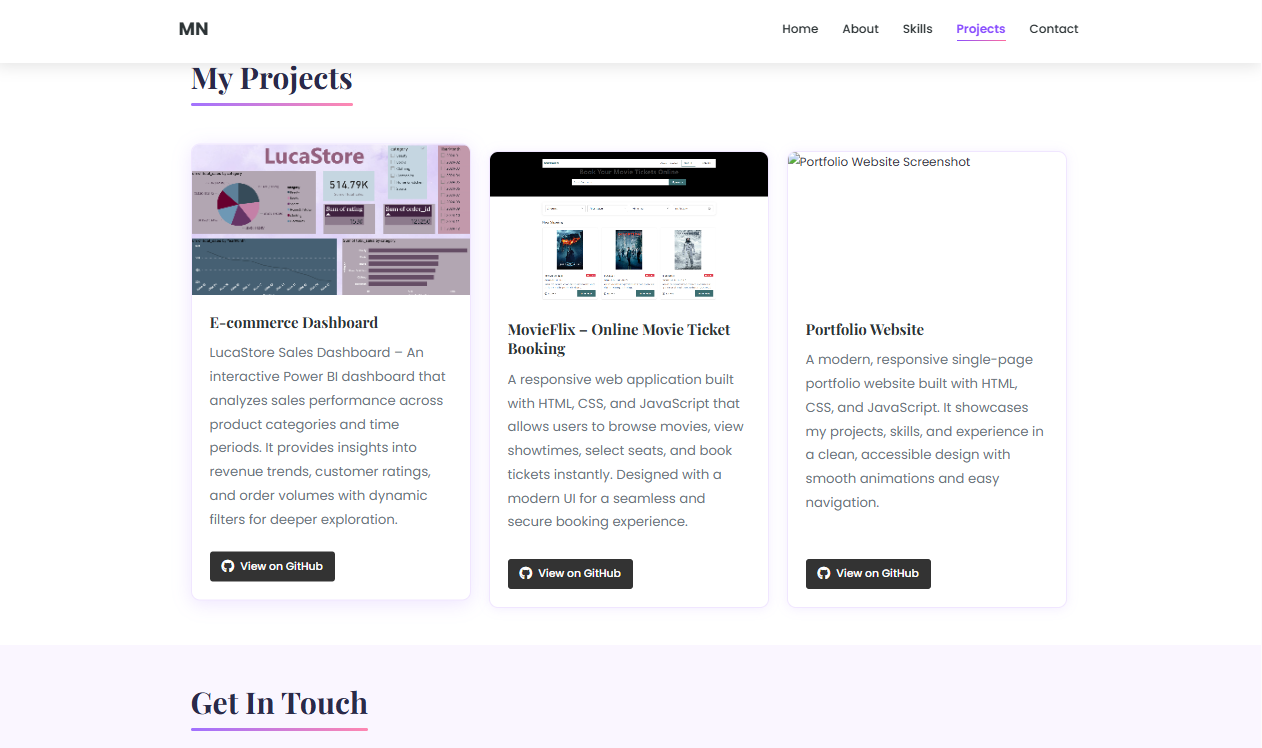 MN
Home
About
Skills
Projects
Contact
My Projects
LucaStore
514.79K
Sum of rating
Sum of order_id
Book Your Movie Tickets Online
Portfolio Website Screenshot
E-commerce Dashboard
LucaStore Sales Dashboard – An
interactive Power BI dashboard that
analyzes sales performance across
product categories and time
periods. It provides insights into
revenue trends, customer ratings,
and order volumes with dynamic
filters for deeper exploration.
View on GitHub
MovieFlix – Online Movie Ticket
Booking
A responsive web application built
with HTML, CSS, and JavaScript that
allows users to browse movies, view
showtimes, select seats, and book
tickets instantly. Designed with a
modern UI for a seamless and
secure booking experience.
View on GitHub
Portfolio Website
A modern, responsive single-page
portfolio website built with HTML,
CSS, and JavaScript. It showcases
my projects, skills, and experience in
a clean, accessible design with
smooth animations and easy
navigation.
View on GitHub
Get In Touch